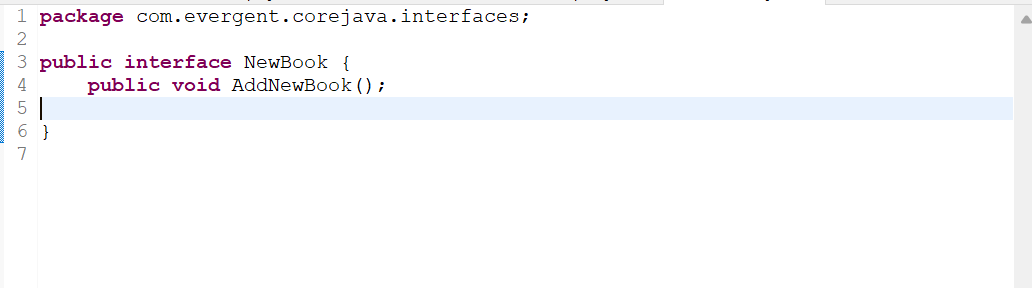 1 package com.evergent.corejava.interfaces;
2
3 public interface NewBook {
4     public void AddNewBook();
5
6 }
7